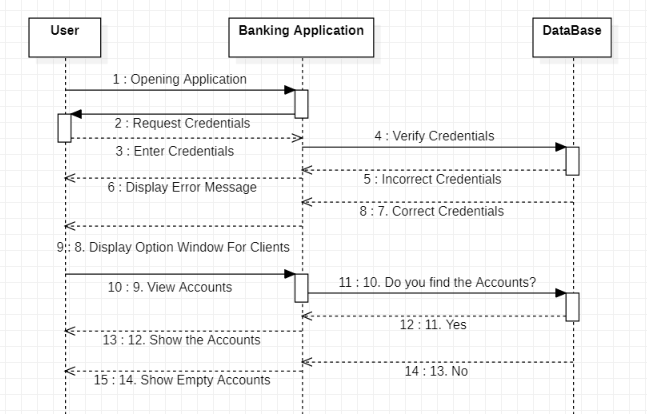 User
Banking Application
DataBase
1 : Opening Application
2 : Request Credentials
3 : Enter Credentials
4 : Verify Credentials
5 : Incorrect Credentials
6 : Display Error Message
8 : 7. Correct Credentials
9 : 8. Display Option Window For Clients
10 : 9. View Accounts
11 : 10. Do you find the Accounts?
12 : 11. Yes
13 : 12. Show the Accounts
14 : 13. No
15 : 14. Show Empty Accounts